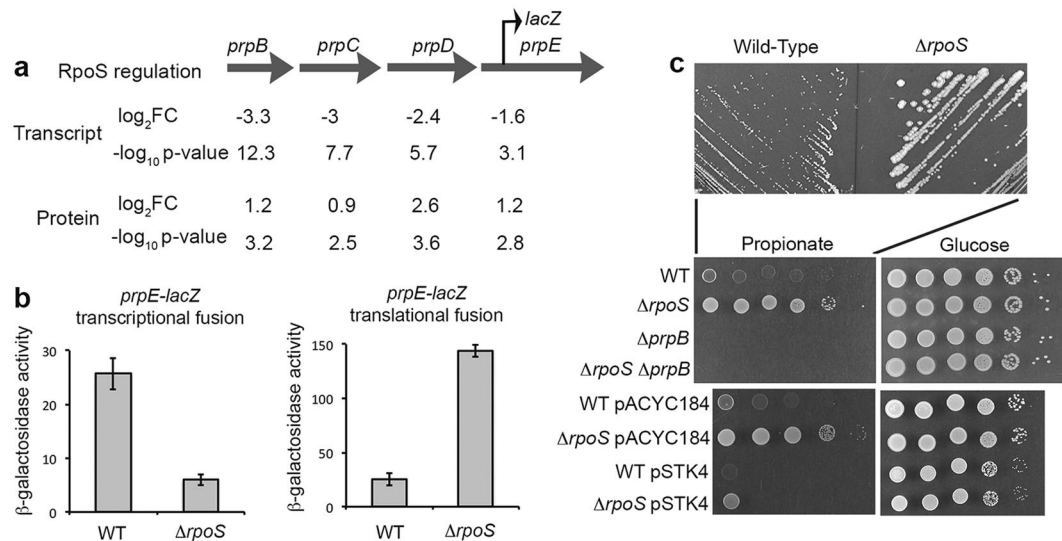 a
RpoS regulation
prpB prpC prpD prpE
lacZ
Transcript
log2FC -3.3 -3 -2.4 -1.6
-log10 p-value 12.3 7.7 5.7 3.1
Protein
log2FC 1.2 0.9 2.6 1.2
-log10 p-value 3.2 2.5 3.6 2.8
b
prpE-lacZ
transcriptional fusion
β-galactosidase activity
30
20
10
0
WT ΔrpoS
prpE-lacZ
translational fusion
β-galactosidase activity
150
100
50
0
WT ΔrpoS
c
Wild-Type ΔrpoS
Propionate Glucose
WT
ΔrpoS
ΔprpB
ΔrpoS ΔprpB
WT pACYC184
ΔrpoS pACYC184
WT pSTK4
ΔrpoS pSTK4